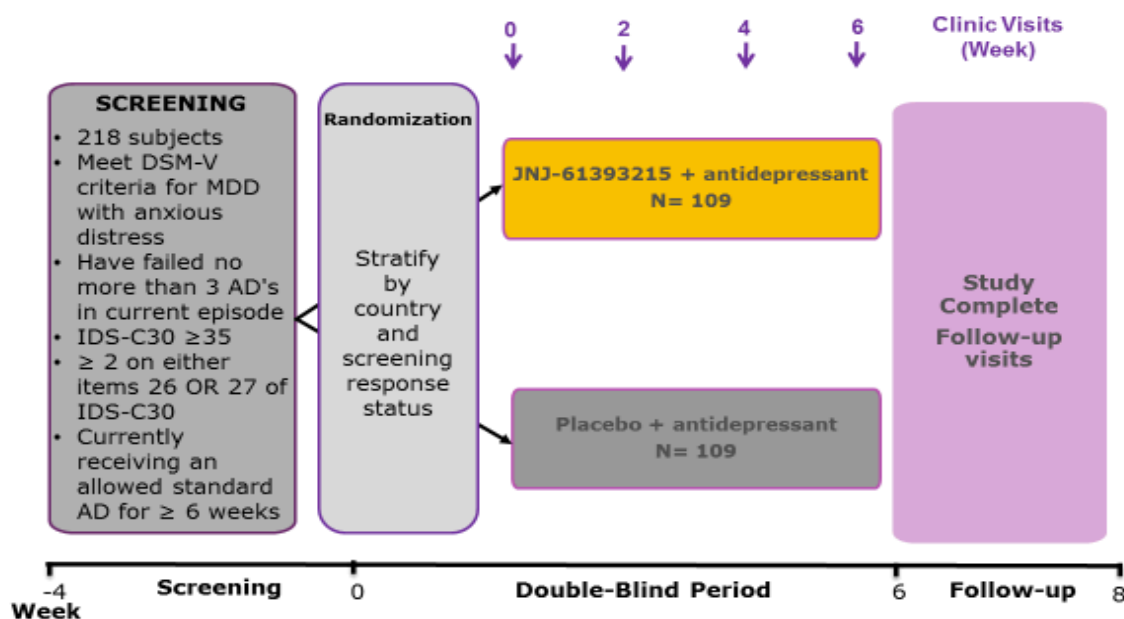 0
2
4
6
Clinic Visits
(Week)
SCREENING
• 218 subjects
• Meet DSM-V
criteria for MDD
with anxious
distress
• Have failed no
more than 3 AD's
in current episode
• IDS-C30 ≥35
• ≥ 2 on either
items 26 OR 27 of
IDS-C30
• Currently
receiving an
allowed standard
AD for ≥ 6 weeks
Randomization
Stratify
by
country
and
screening
response
status
JNJ-61393215 + antidepressant
N= 109
Placebo + antidepressant
N= 109
Study
Complete
Follow-up
visits
-4
Screening
0
Double-Blind Period
6
Follow-up
8
Week